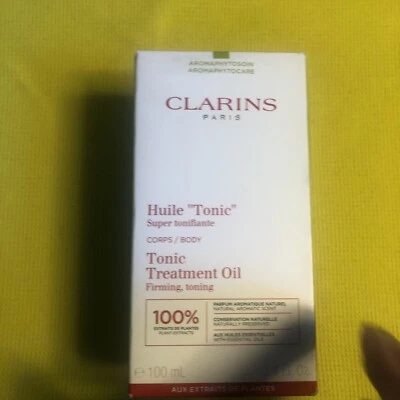 AROMAPHYTOSOIN
AROMAPHYTOCARE
CLARINS
PARIS
Huile "Tonic"
Super tonifiante
CORPS / BODY
Tonic
Treatment Oil
Firming, toning
100%
EXTRAITS DE PLANTES
PLANT EXTRACTS
PARFUM AROMATIQUE NATUREL
NATURAL AROMATIC SCENT
CONSERVATION NATURELLE
NATURALLY PRESERVED
AUX HUILES ESSENTIELLES
WITH ESSENTIAL OILS
e 100 mL
Oz.
AUX EXTRAITS DE PLANTES